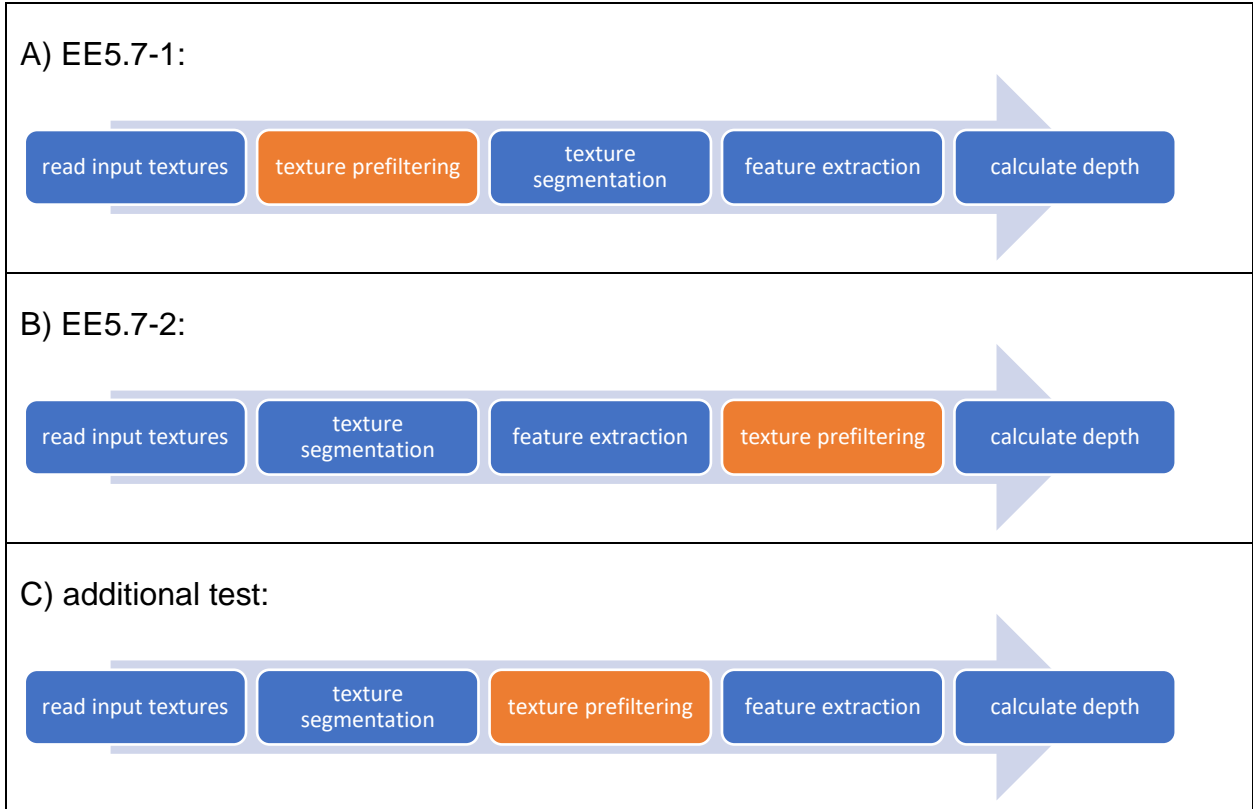 A) EE5.7-1:
read input textures
texture prefiltering
texture
segmentation
feature extraction
calculate depth
B) EE5.7-2:
read input textures
texture
segmentation
feature extraction
texture prefiltering
calculate depth
C) additional test:
read input textures
texture
segmentation
texture prefiltering
feature extraction
calculate depth